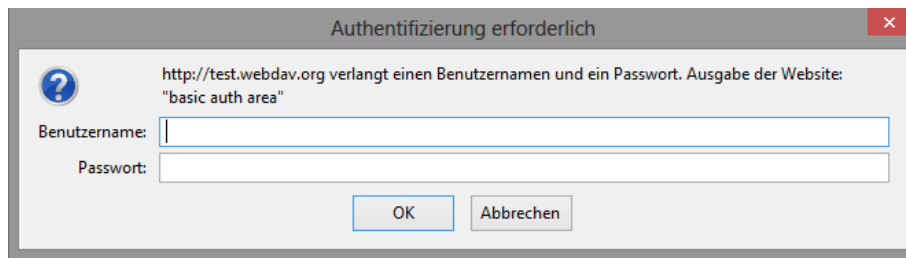 Authentifizierung erforderlich
http://test.webdav.org verlangt einen Benutzernamen und ein Passwort. Ausgabe der Website:
"basic auth area"
Benutzername:
Passwort:
OK Abbrechen